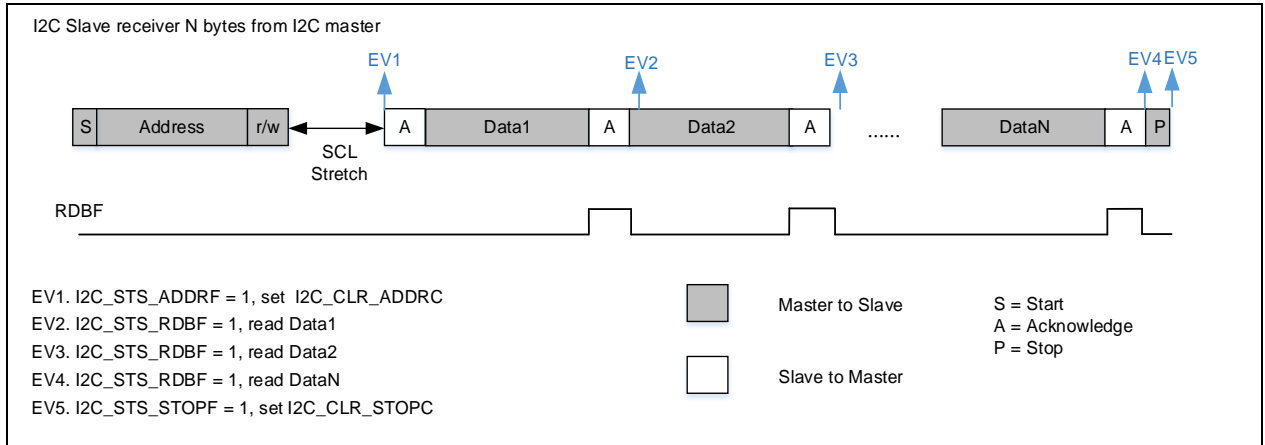 I2C Slave receiver N bytes from I2C master
EV1 EV2 EV3 EV4 EV5
S Address r/w A Data1 A Data2 A ...... DataN A P
SCL
Stretch
RDBF
EV1. I2C_STS_ADDRF = 1, set I2C_CLR_ADDRC
EV2. I2C_STS_RDBF = 1, read Data1
EV3. I2C_STS_RDBF = 1, read Data2
EV4. I2C_STS_RDBF = 1, read DataN
EV5. I2C_STS_STOPF = 1, set I2C_CLR_STOPC
Master to Slave
Slave to Master
S = Start
A = Acknowledge
P = Stop